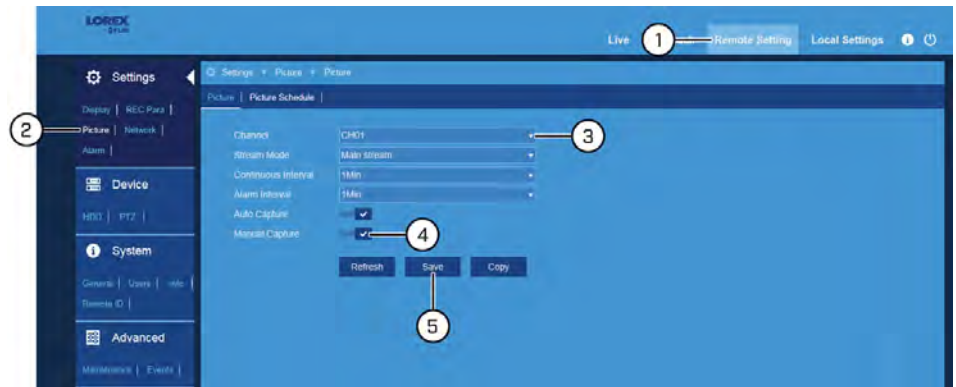 LOREX
Live
1
Remote Setting
Local Settings
Settings
Settings
Picture
Picture
Display | REC Para |
Picture | Picture Schedule |
2
Picture | Network |
Alarm |
Channel
CH01
3
Stream Mode
Main stream
Continuous Interval
1Min
Alarm Interval
1Min
Auto Capture
Manual Capture
4
Refresh
Save
Copy
5
Device
HDD | PTZ |
System
General | Users | Info |
Remote ID |
Advanced
Maintenance | Events |